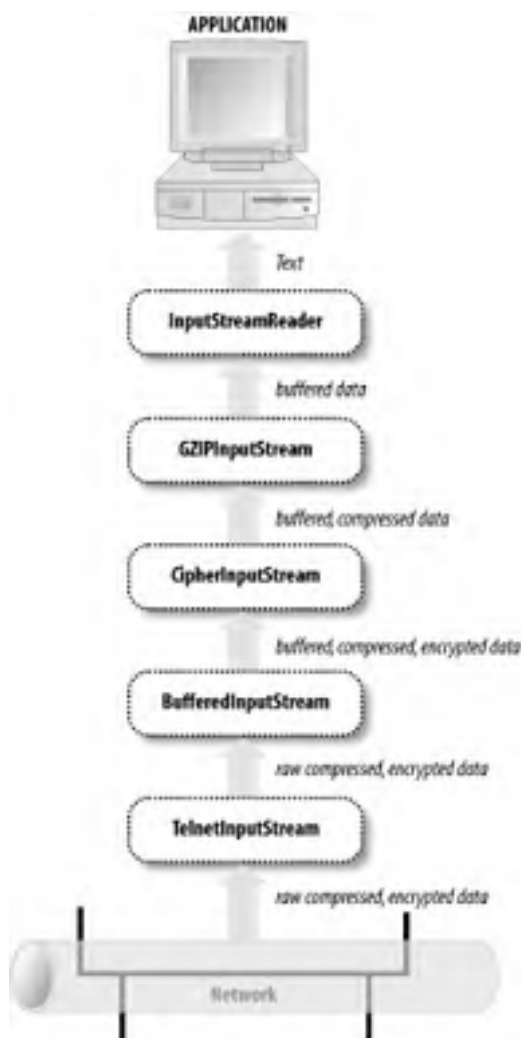 APPLICATION
Text
InputStreamReader
buffered data
GZIPInputStream
buffered, compressed data
CipherInputStream
buffered, compressed, encrypted data
BufferedInputStream
raw compressed, encrypted data
TelnetInputStream
raw compressed, encrypted data
Network